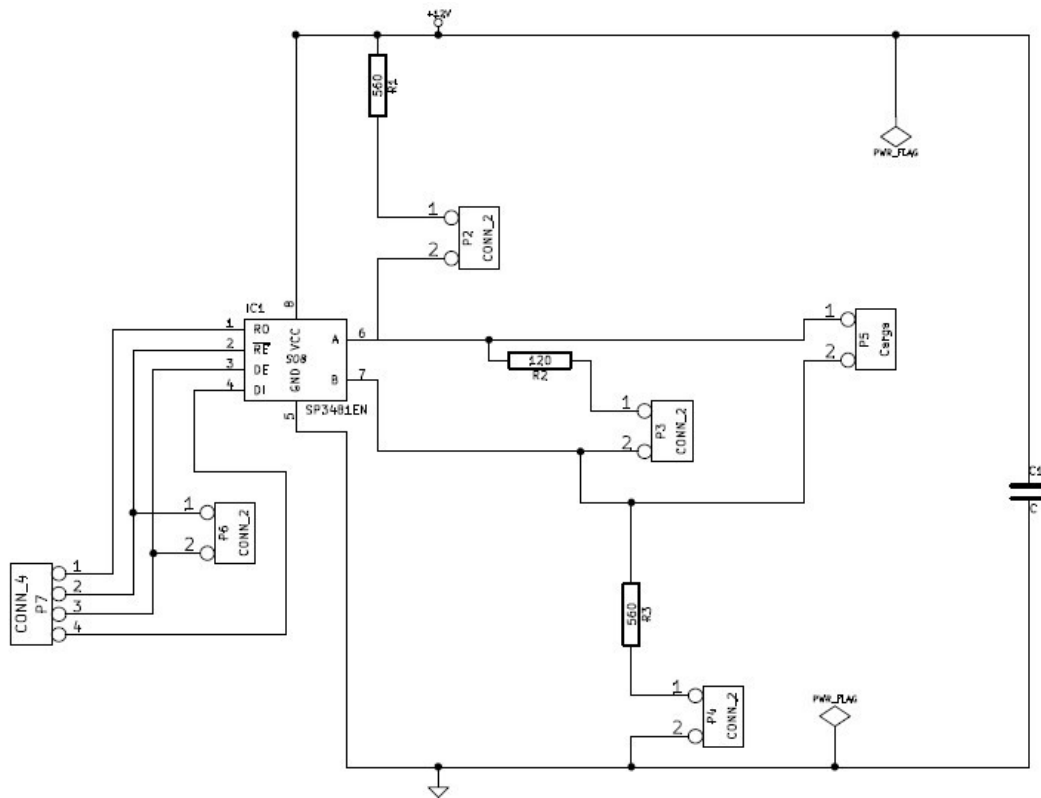 +12V
560
R1
PWR_FLAG
1
2
P2
CONN_2
IC1
8
1
2
3
4
RO
RE
DE
DI
VCC
SO8
GND
A
B
6
7
5
SP3481EN
120
R2
1
2
P5
Carga
1
2
P3
CONN_2
C1
C
1
2
P6
CONN_2
CONN_4
P7
1
2
3
4
560
R3
1
2
P4
CONN_2
PWR_FLAG